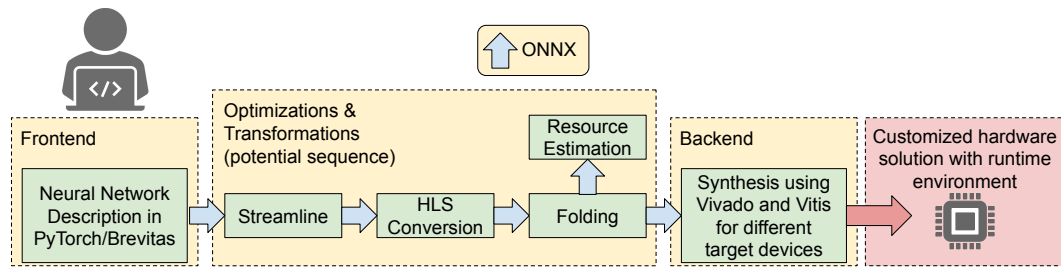 ONNX
</>
Frontend
Neural Network
Description in
PyTorch/Brevitas
Optimizations &
Transformations
(potential sequence)
Streamline
HLS
Conversion
Folding
Resource
Estimation
Backend
Synthesis using
Vivado and Vitis
for different
target devices
Customized hardware
solution with runtime
environment